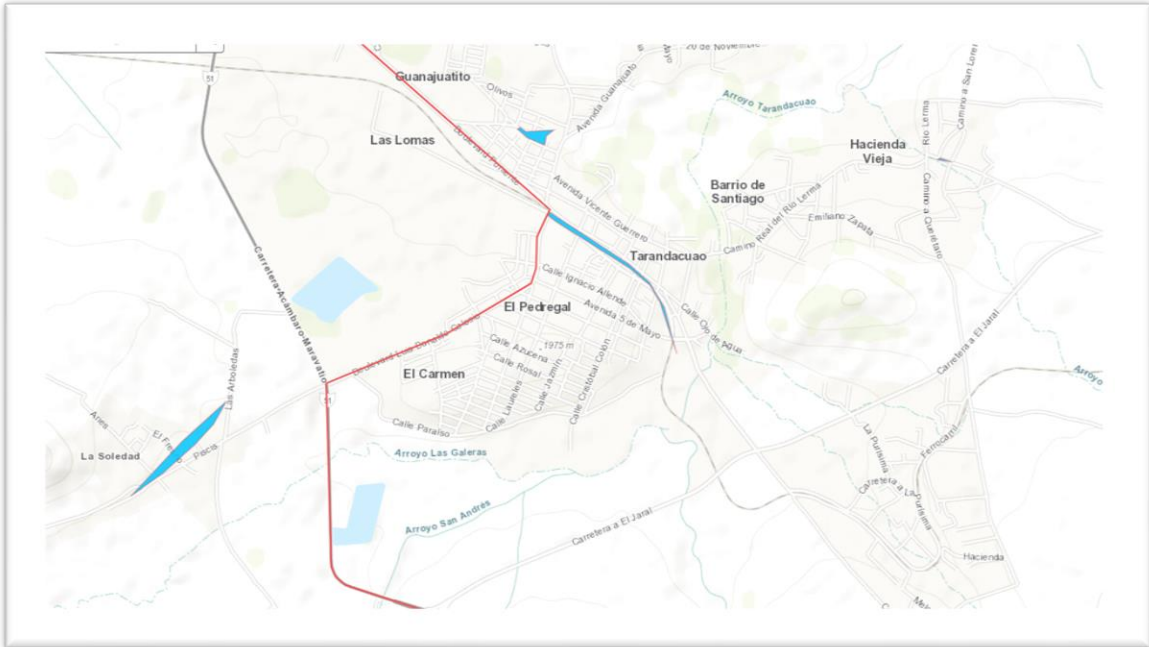 20 de Noviembre
Mayo
51
Guanajuatito
Olivos
Avenida Guanajuato
Arroyo Tarandacuao
Río Lerma
Las Lomas
Boulevard Poniente
Hacienda
Vieja
Barrio de
Santiago
Avenida Vicente Guerrero
Camino Real del Río Lerma
Emiliano Zapata
Camino a Querétaro
Tarandacuao
Carretera-Acámbaro-Maravatío
Calle Ignacio Allende
El Pedregal
Avenida 5 de Mayo
Calle Ojo de agua
Carretera a El Jaral
Calle Azucena
1975 m
Calle Rosal
El Carmen
Calle Jazmín
Calle Cristóbal Colón
Calle Laureles
Arroyo
Las Arboledas
51
Aries
Piscis
La Soledad
Calle Paraíso
Arroyo Las Galeras
La Purísima
Ferrocarril
Carretera a La Purísima
Arroyo San Andrés
Carretera a El Jaral
Hacienda